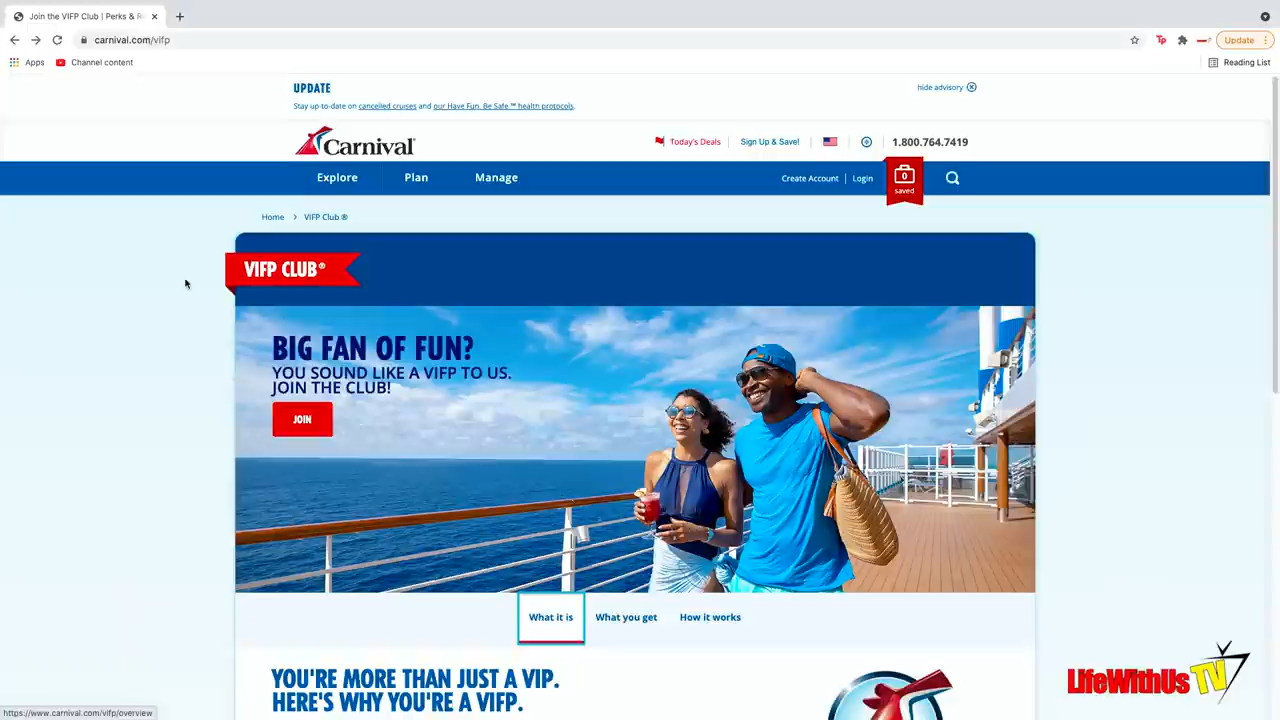 Join the VIFP Club | Perks & Re
carnival.com/vifp
Update
Apps
Channel content
Reading List
UPDATE
hide advisory
Stay up-to-date on cancelled cruises and our Have Fun. Be Safe ™ health protocols.
Carnival
Today's Deals
Sign Up & Save!
1.800.764.7419
Explore
Plan
Manage
Create Account
Login
0
saved
Home > VIFP Club ®
VIFP CLUB®
BIG FAN OF FUN?
YOU SOUND LIKE A VIFP TO US.
JOIN THE CLUB!
JOIN
What it is
What you get
How it works
YOU'RE MORE THAN JUST A VIP.
HERE'S WHY YOU'RE A VIFP.
LifeWithUs TV
https://www.carnival.com/vifp/overview